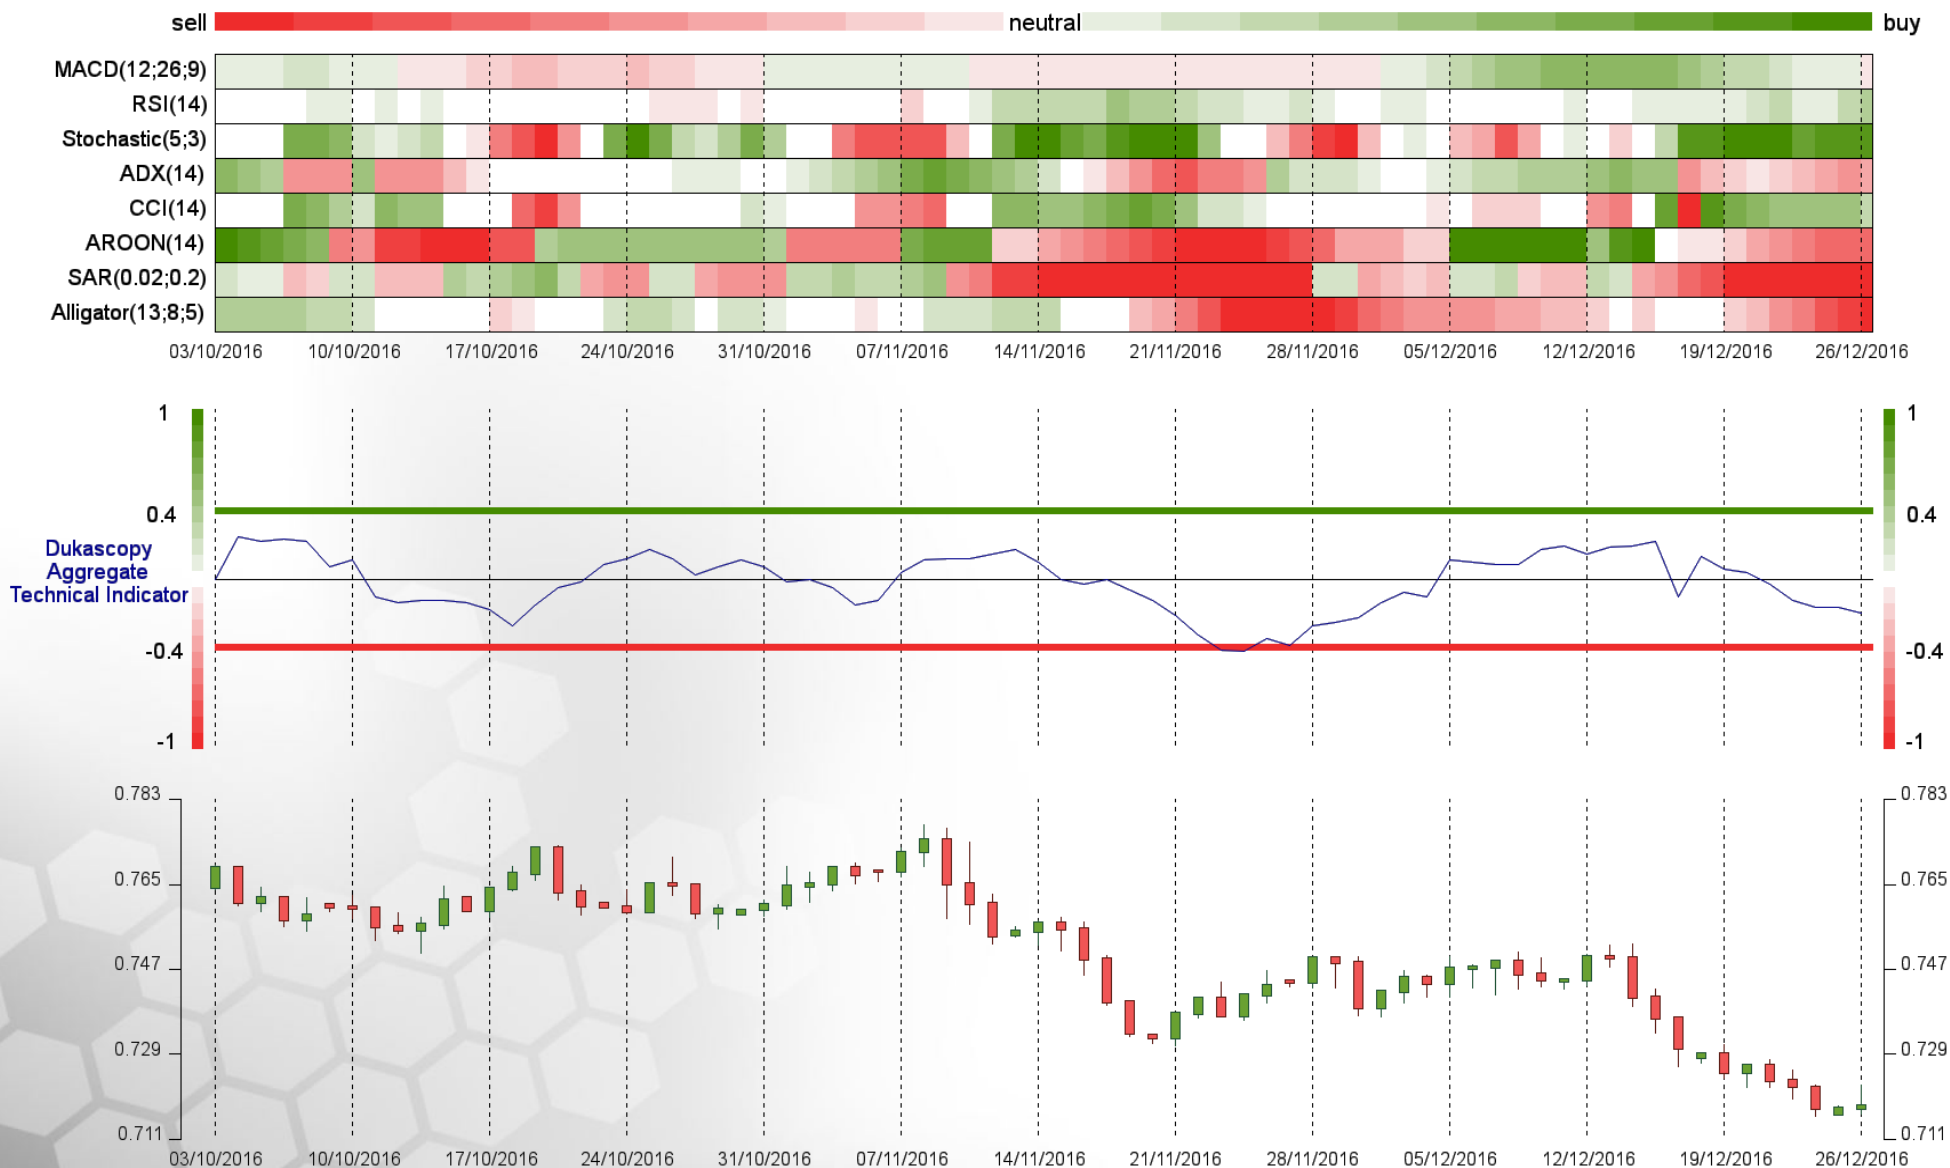 sell neutral buy
MACD(12;26;9)
RSI(14)
Stochastic(5;3)
ADX(14)
CCI(14)
AROON(14)
SAR(0.02;0.2)
Alligator(13;8;5)
03/10/2016 10/10/2016 17/10/2016 24/10/2016 31/10/2016 07/11/2016 14/11/2016 21/11/2016 28/11/2016 05/12/2016 12/12/2016 19/12/2016 26/12/2016
1 1
0.4 0.4
Dukascopy
Aggregate
Technical Indicator
-0.4 -0.4
-1 -1
0.783 0.783
0.765 0.765
0.747 0.747
0.729 0.729
0.711 0.711
03/10/2016 10/10/2016 17/10/2016 24/10/2016 31/10/2016 07/11/2016 14/11/2016 21/11/2016 28/11/2016 05/12/2016 12/12/2016 19/12/2016 26/12/2016